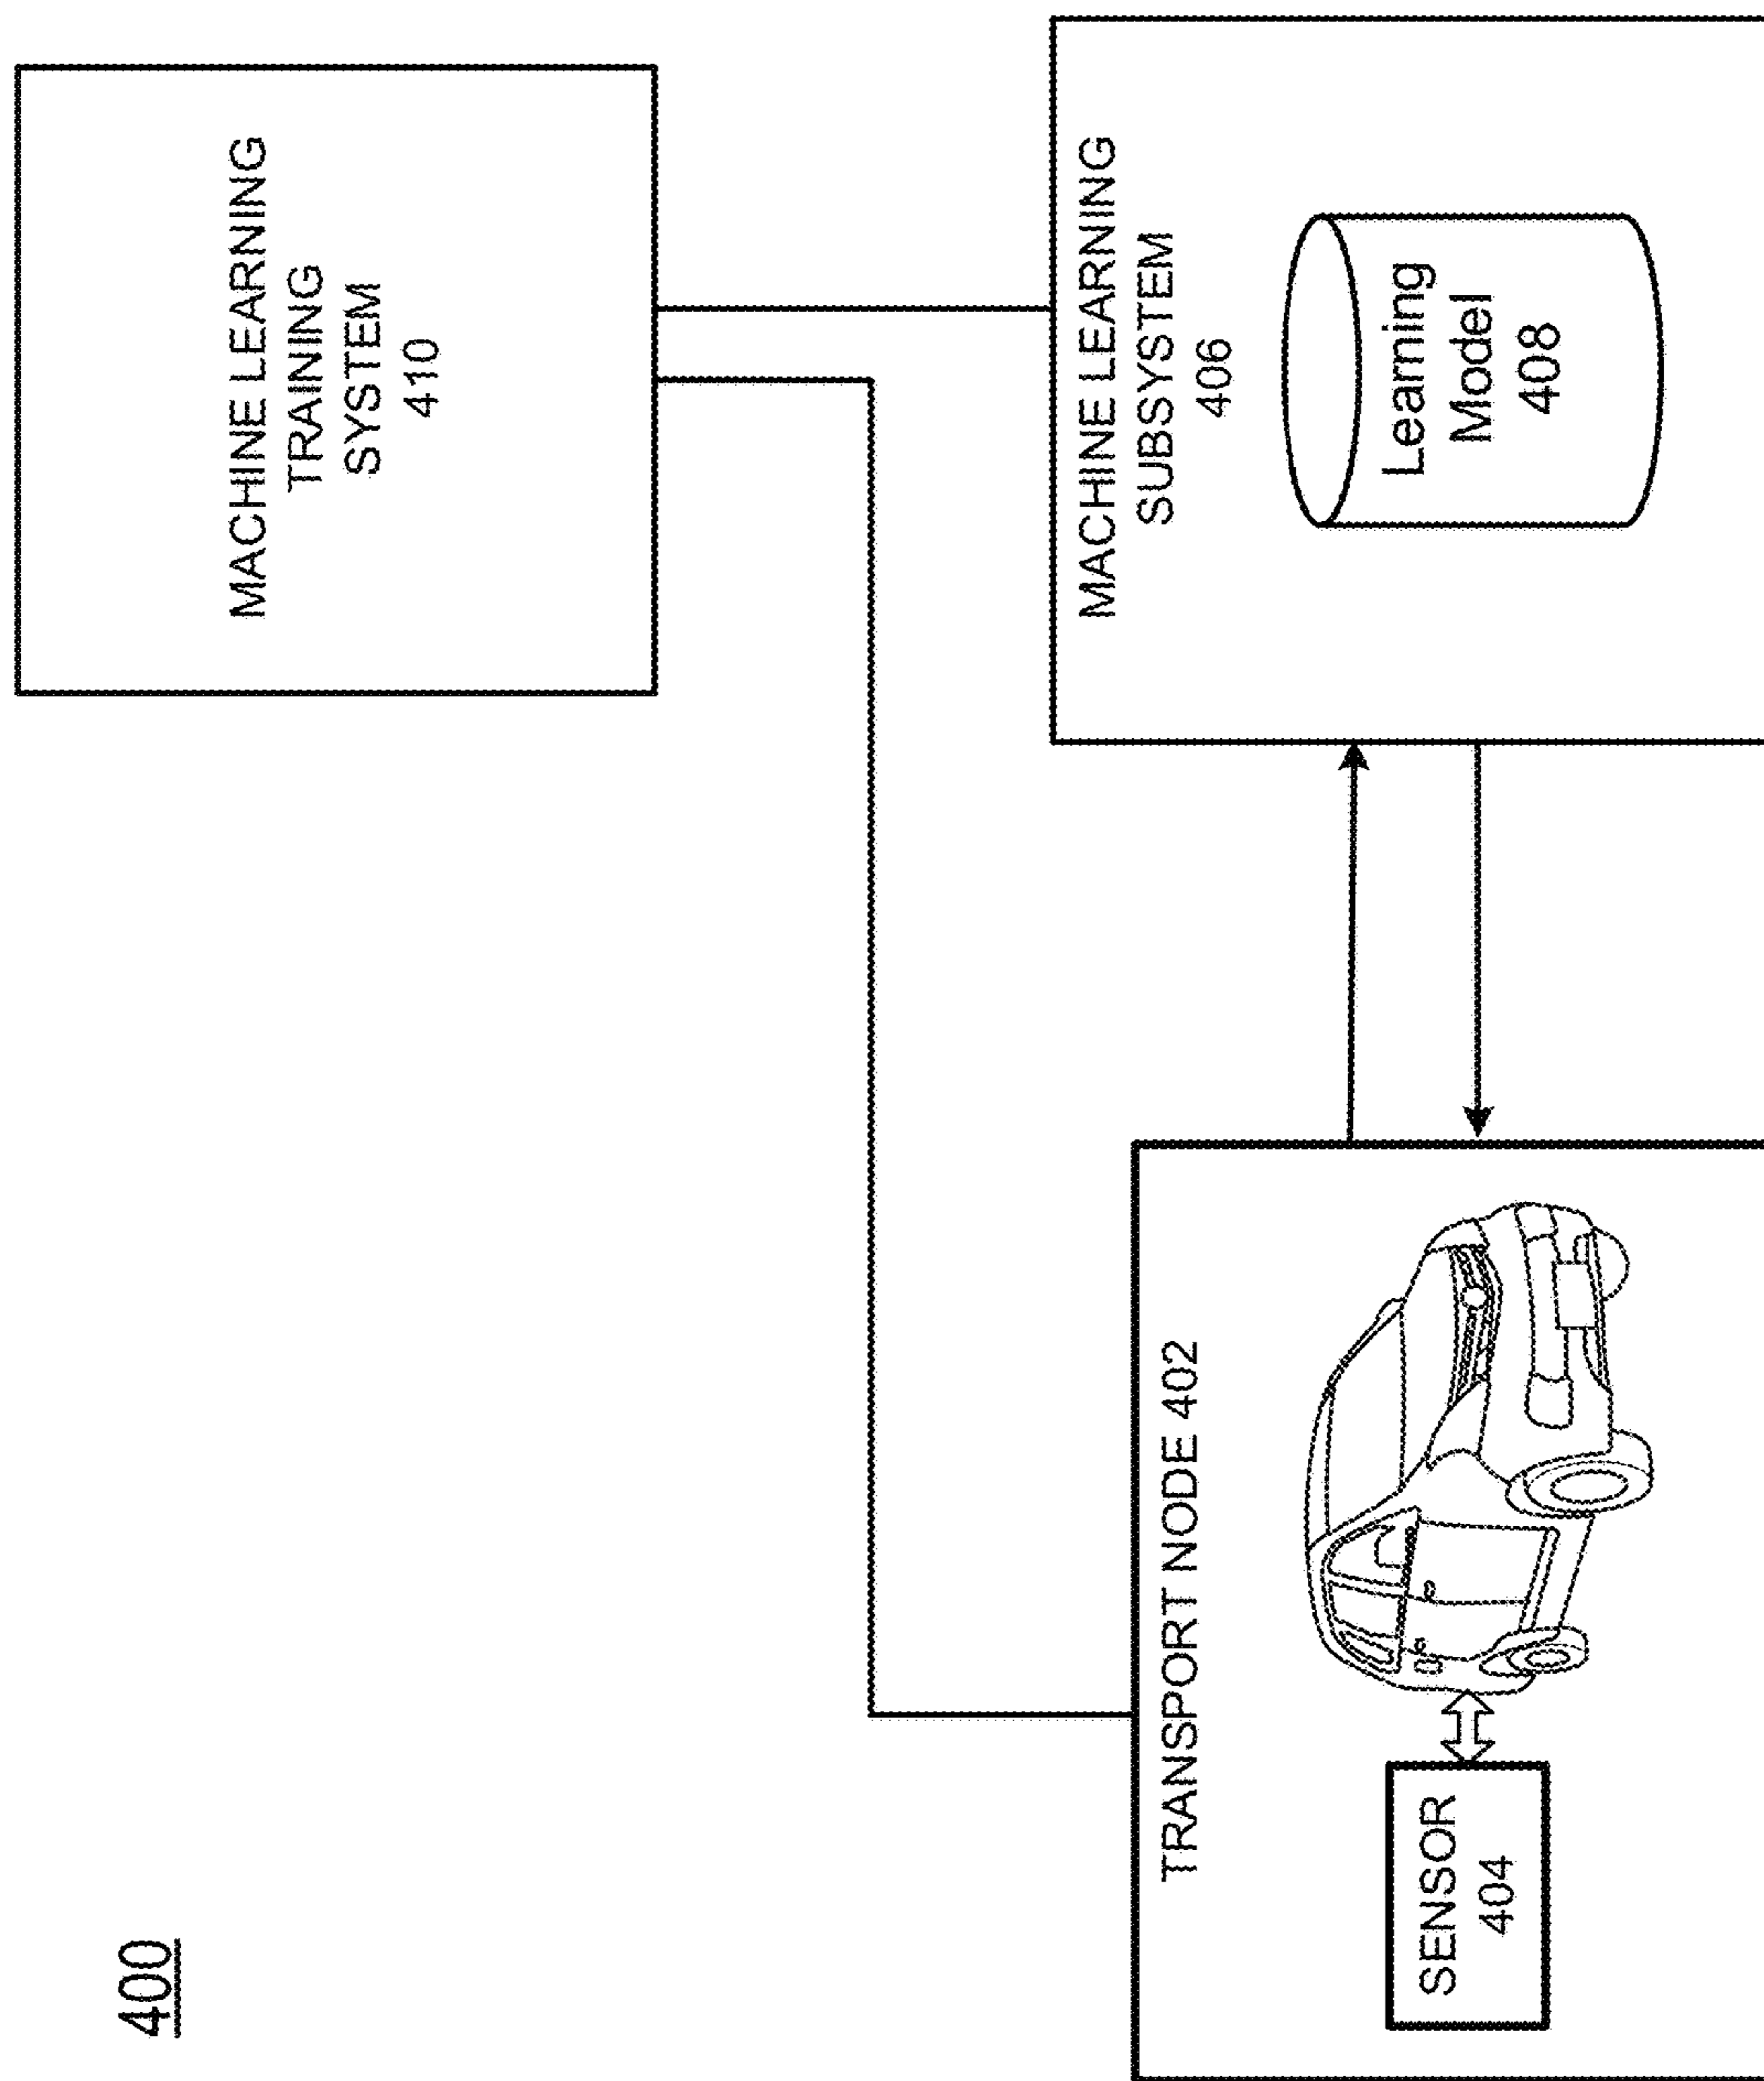 400
MACHINE LEARNING
TRAINING
SYSTEM
410
TRANSPORT NODE 402
SENSOR
404
MACHINE LEARNING
SUBSYSTEM
406
Learning
Model
408